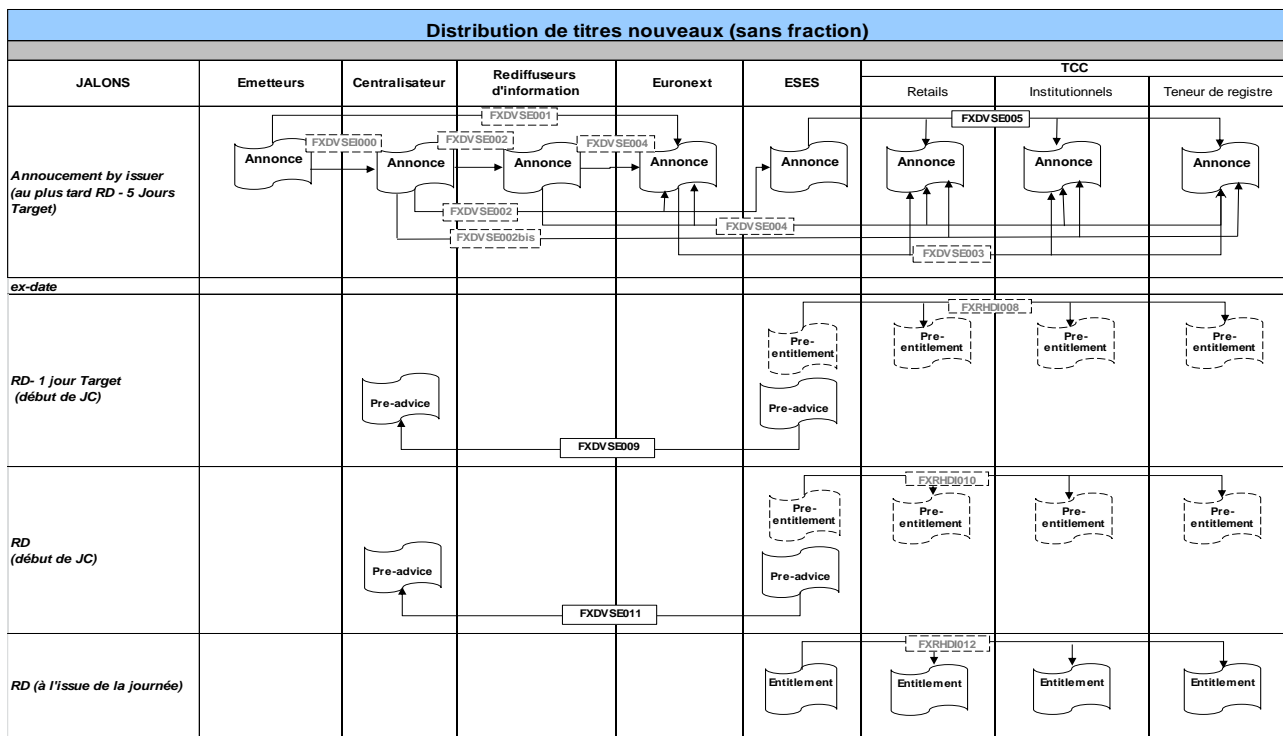 Distribution de titres nouveaux (sans fraction)
JALONS
Emetteurs
Centralisateur
Rediffuseurs
d'information
Euronext
ESES
TCC
Retails
Institutionnels
Teneur de registre
Annoucement by issuer
(au plus tard RD - 5 Jours
Target)
FXDVSE001
FXDVSEI000
FXDVSE002
FXDVSE004
FXDVSE005
Annonce
Annonce
Annonce
Annonce
Annonce
Annonce
Annonce
Annonce
FXDVSE002
FXDVSE004
FXDVSE002bis
FXDVSE003
ex-date
RD- 1 jour Target
(début de JC)
FXRHDI008
Pre-
entitlement
Pre-
entitlement
Pre-
entitlement
Pre-
entitlement
Pre-advice
Pre-advice
FXDVSE009
RD
(début de JC)
FXRHDI010
Pre-
entitlement
Pre-
entitlement
Pre-
entitlement
Pre-
entitlement
Pre-advice
Pre-advice
FXDVSE011
RD (à l'issue de la journée)
FXRHDI012
Entitlement
Entitlement
Entitlement
Entitlement